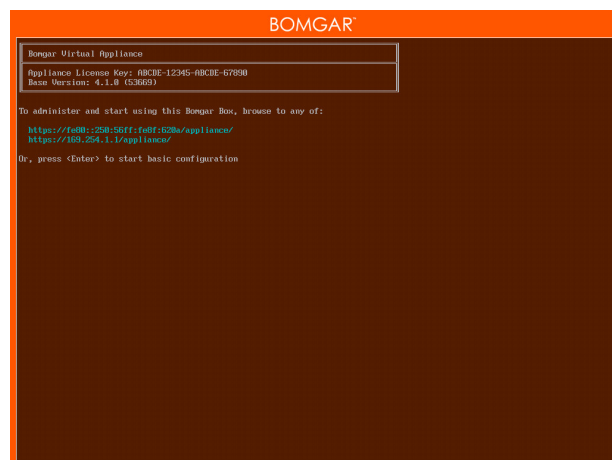 BOMGAR
Bomgar Virtual Appliance
Appliance License Key: ABCDE-12345-ABCDE-67890
Base Version: 4.1.0 (53669)
To administer and start using this Bomgar Box, browse to any of:
https://fe80::250:56ff:fe8f:620a/appliance/
https://169.254.1.1/appliance/
Or, press <Enter> to start basic configuration